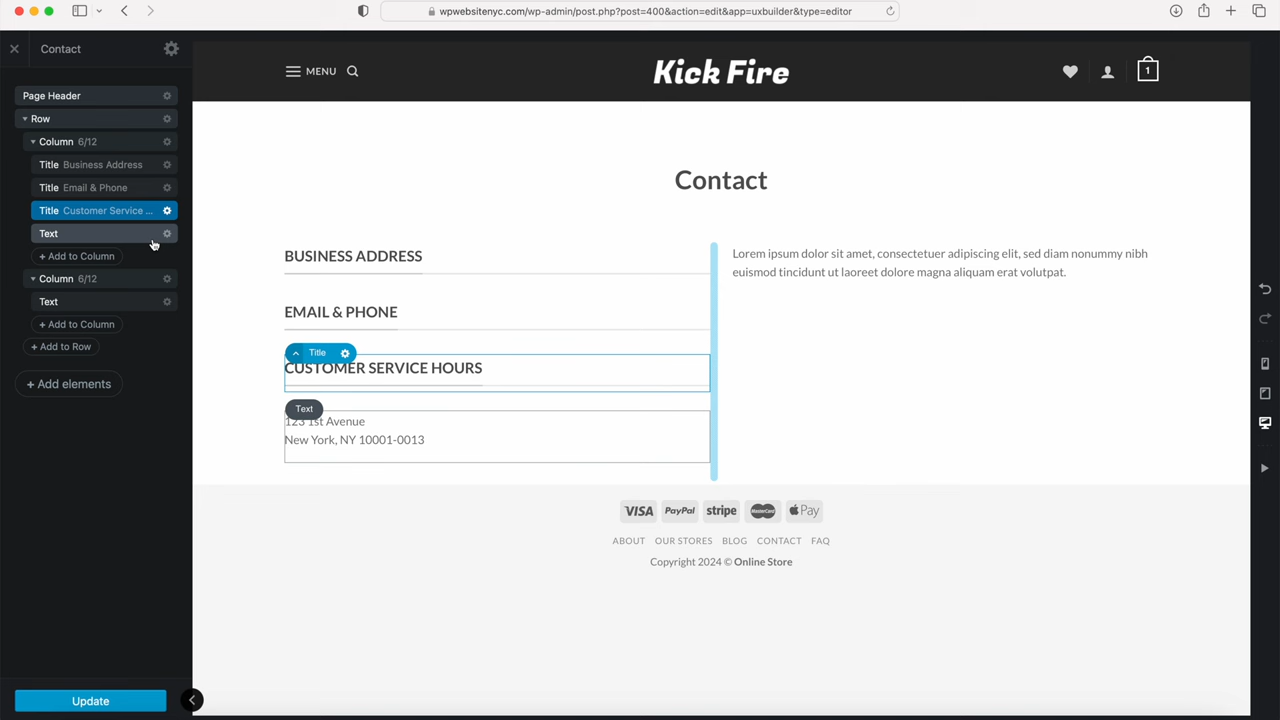 wpwebsitenyc.com/wp-admin/post.php?post=400&action=edit&app=uxbuilder&type=editor
Contact
Page Header
Row
Column 6/12
Title Business Address
Title Email & Phone
Title Customer Service ...
Text
+ Add to Column
Column 6/12
Text
+ Add to Column
+ Add to Row
+ Add elements
Update
MENU
Kick Fire
1
Contact
BUSINESS ADDRESS
EMAIL & PHONE
Title
CUSTOMER SERVICE HOURS
Text
123 1st Avenue
New York, NY 10001-0013
Lorem ipsum dolor sit amet, consectetuer adipiscing elit, sed diam nonummy nibh
euismod tincidunt ut laoreet dolore magna aliquam erat volutpat.
VISA PayPal stripe MasterCard Pay
ABOUT OUR STORES BLOG CONTACT FAQ
Copyright 2024 © Online Store